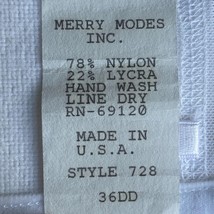 MERRY MODES
INC.
78% NYLON
22% LYCRA
HAND WASH
LINE DRY
RN-69120
MADE IN
U.S.A.
STYLE 728
36DD